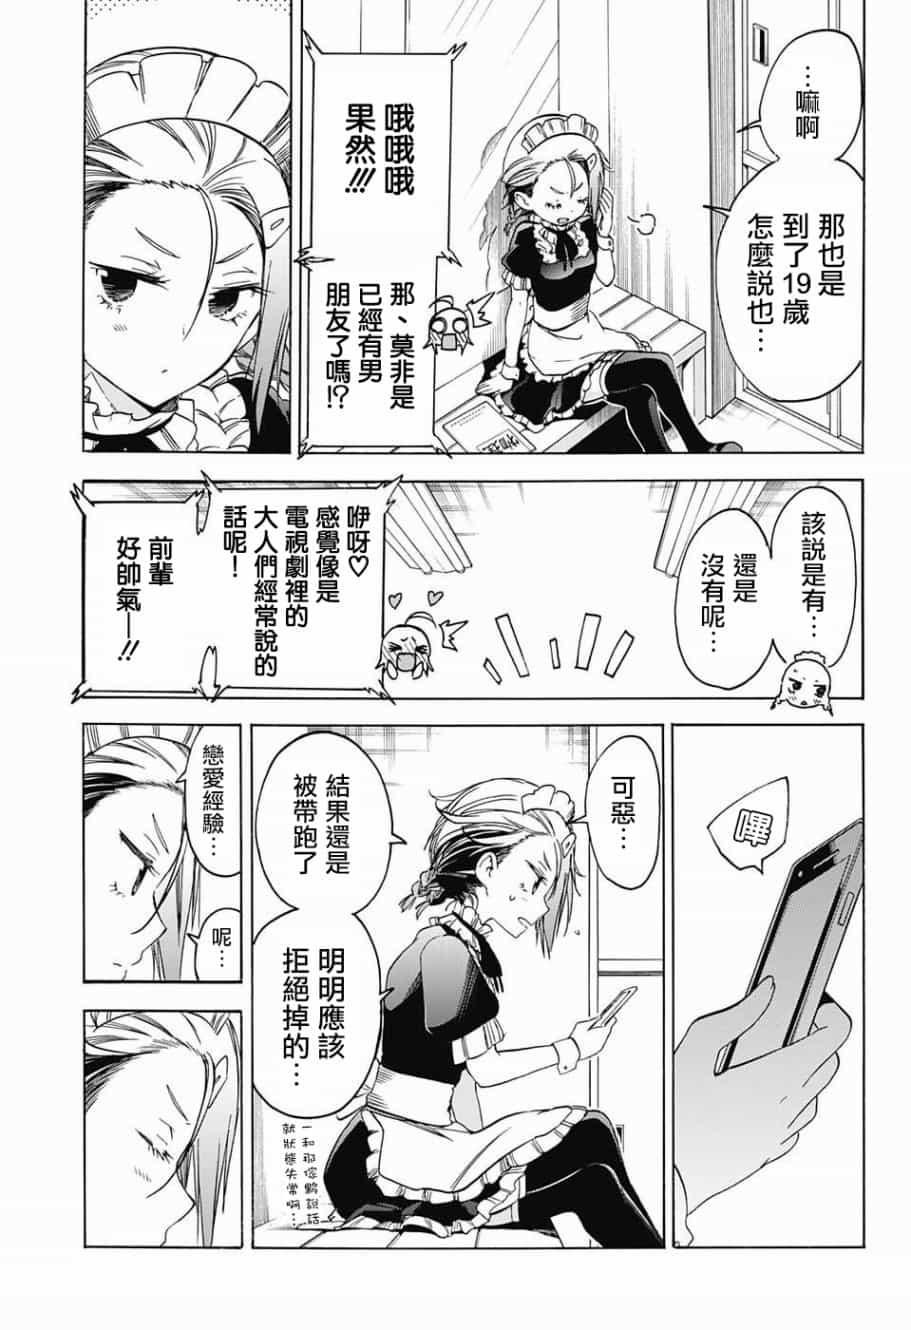 …嘛
啊
那也是
到了19歲
怎麼說也…
哦哦哦
果然!!!
那、莫非是
已經有男
朋友了嗎!?
該說是有…
還是
沒有呢…
咿呀♡
感覺像是
電視劇裡的
大人們經常說的
話呢！
前輩
好帥氣
—!!
嗶
可惡…
結果還是
被帶跑了
明明應該
拒絕掉的…
一和那傢夥說話
就狀態失常啊…
戀愛經驗…
呢…